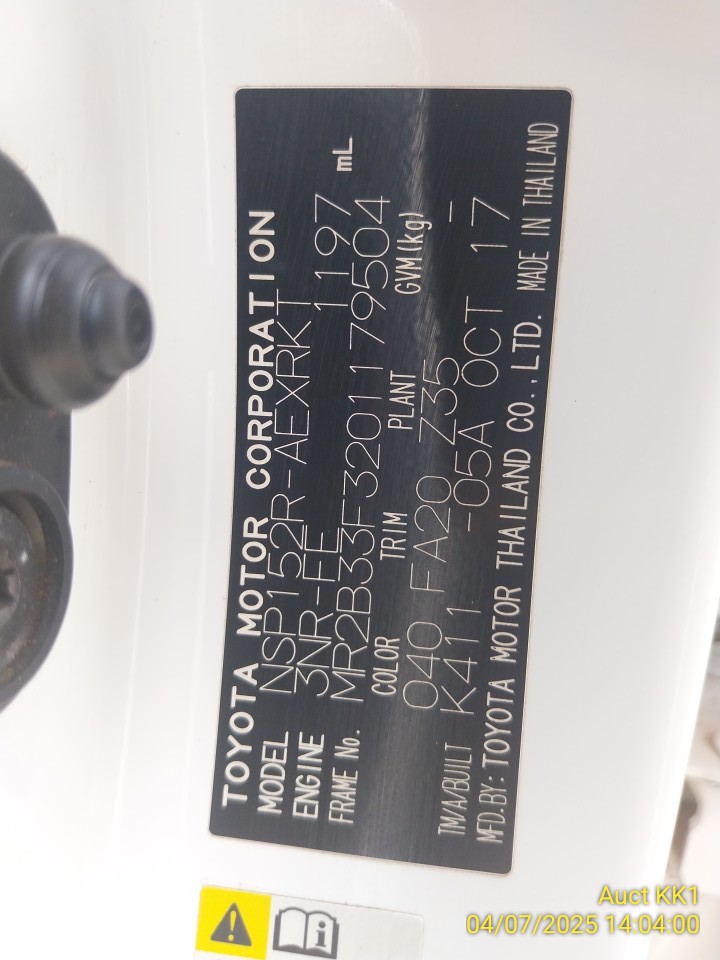 TOYOTA MOTOR CORPORATION
MODEL NSP152R-AEXRKT
ENGINE 3NR-FE 1197 mL
FRAME No. MR2B33F3201179504
COLOR TRIM PLANT GVM(kg)
040 FA20 Z35 -
TM/A/BUILT K411 -05A OCT 17
MFD.BY:TOYOTA MOTOR THAILAND CO.,LTD. MADE IN THAILAND
Auct KK1
04/07/2025 14:04:00